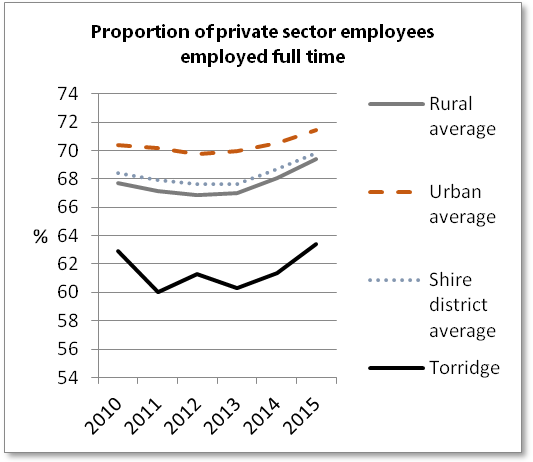 Proportion of private sector employees
employed full time
74
72
70
68
66
64
62
60
58
56
54
%
2010
2011
2012
2013
2014
2015
Rural
average
Urban
average
Shire
district
average
Torridge